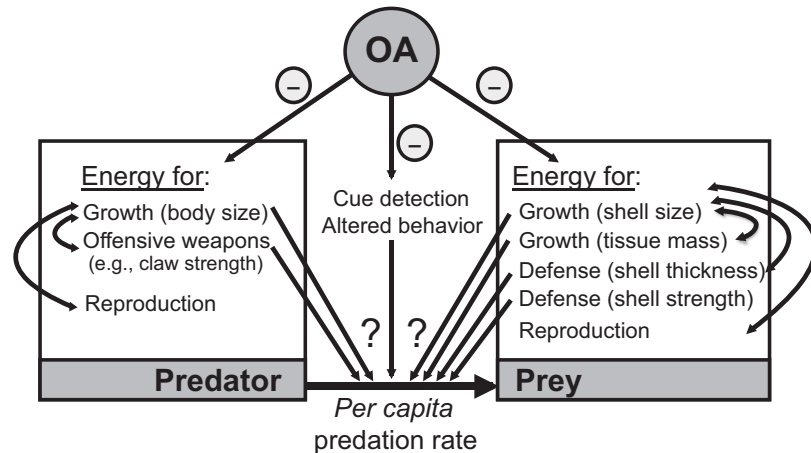 OA
–
–
–
Energy for:
Growth (body size)
Offensive weapons
(e.g., claw strength)
Reproduction
Predator
Cue detection
Altered behavior
? ?
Per capita
predation rate
Energy for:
Growth (shell size)
Growth (tissue mass)
Defense (shell thickness)
Defense (shell strength)
Reproduction
Prey